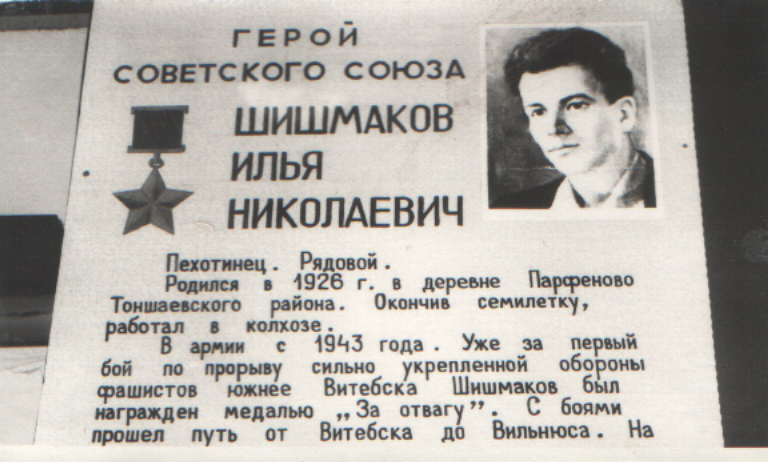 ГЕРОЙ
СОВЕТСКОГО СОЮЗА
ШИШМАКОВ
ИЛЬЯ
НИКОЛАЕВИЧ
Пехотинец. Рядовой.
Родился в 1926 г. в деревне Парфеново
Тоншаевского района. Окончив семилетку,
работал в колхозе.
В армии с 1943 года. Уже за первый
бой по прорыву сильно укрепленной обороны
фашистов южнее Витебска Шишмаков был
награжден медалью „За отвагу”. С боями
прошел путь от Витебска до Вильнюса. На